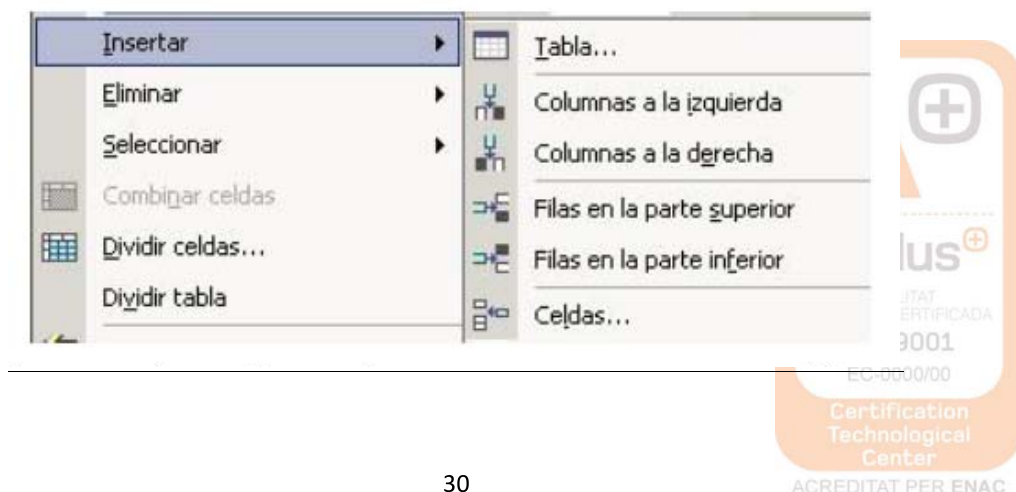 Insertar
Eliminar
Seleccionar
Combinar celdas
Dividir celdas...
Dividir tabla
Tabla...
Columnas a la izquierda
Columnas a la derecha
Filas en la parte superior
Filas en la parte inferior
Celdas...
lus
ERTIFICADA
9001
EC-0000/00
Certification
Technological
Center
ACREDITAT PER ENAC
30